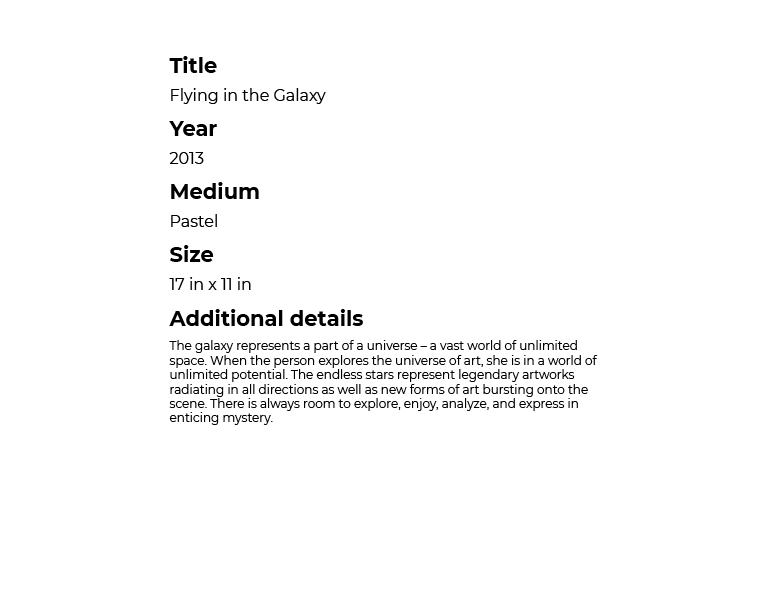 Title
Flying in the Galaxy
Year
2013
Medium
Pastel
Size
17 in x 11 in
Additional details
The galaxy represents a part of a universe – a vast world of unlimited
space. When the person explores the universe of art, she is in a world of
unlimited potential. The endless stars represent legendary artworks
radiating in all directions as well as new forms of art bursting onto the
scene. There is always room to explore, enjoy, analyze, and express in
enticing mystery.